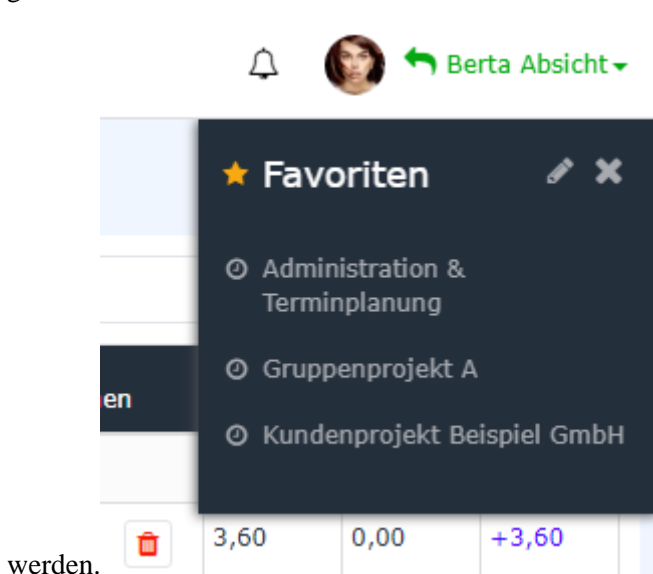 Berta Absicht
Favoriten
Administration &
Terminplanung
Gruppenprojekt A
en
Kundenprojekt Beispiel GmbH
3,60 0,00 +3,60
werden.